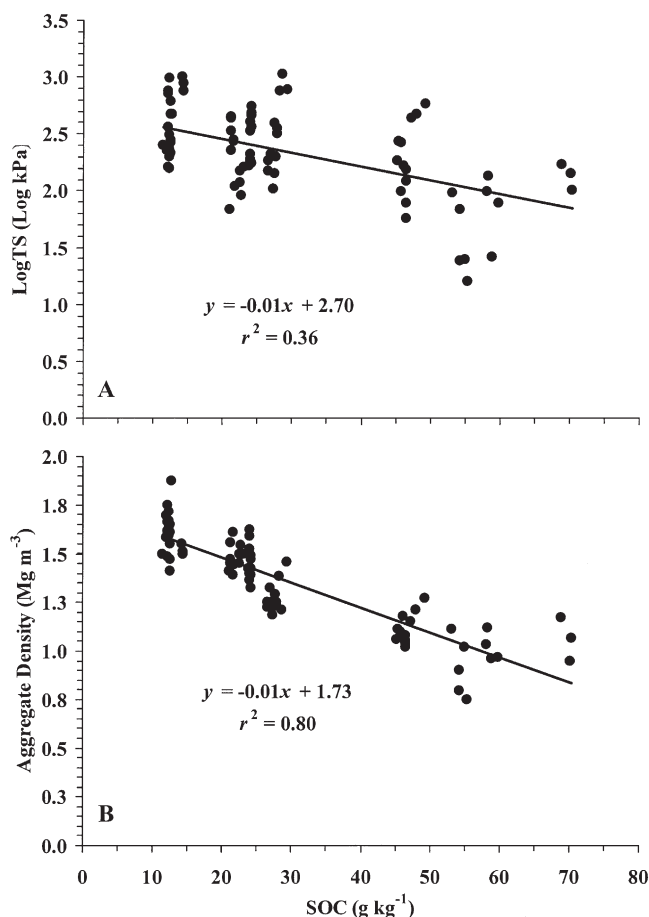 3.5
3.0
2.5
2.0
1.5
1.0
0.5
0.0
LogTS (Log kPa)
y = -0.01x + 2.70
r² = 0.36
A
2.0
1.8
1.5
1.3
1.0
0.8
0.5
0.3
0.0
Aggregate Density (Mg m⁻³)
y = -0.01x + 1.73
r² = 0.80
B
0 10 20 30 40 50 60 70 80
SOC (g kg⁻¹)